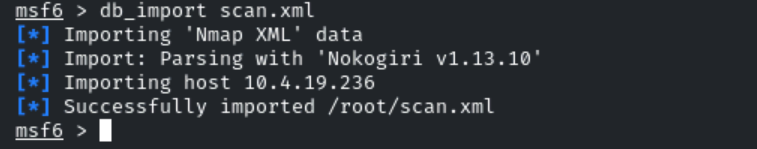 msf6 > db_import scan.xml
[*] Importing 'Nmap XML' data
[*] Import: Parsing with 'Nokogiri v1.13.10'
[*] Importing host 10.4.19.236
[*] Successfully imported /root/scan.xml
msf6 >